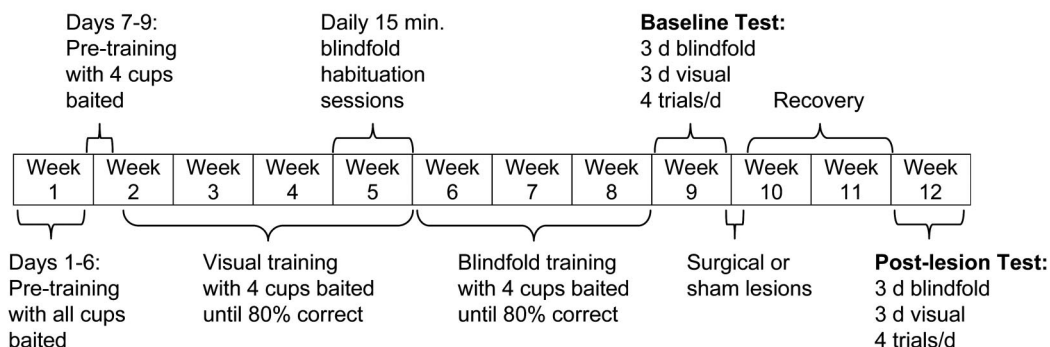 Days 7-9:
Pre-training
with 4 cups
baited
Daily 15 min.
blindfold
habituation
sessions
Baseline Test:
3 d blindfold
3 d visual
4 trials/d
Recovery
Week
1
Week
2
Week
3
Week
4
Week
5
Week
6
Week
7
Week
8
Week
9
Week
10
Week
11
Week
12
Days 1-6:
Pre-training
with all cups
baited
Visual training
with 4 cups baited
until 80% correct
Blindfold training
with 4 cups baited
until 80% correct
Surgical or
sham lesions
Post-lesion Test:
3 d blindfold
3 d visual
4 trials/d